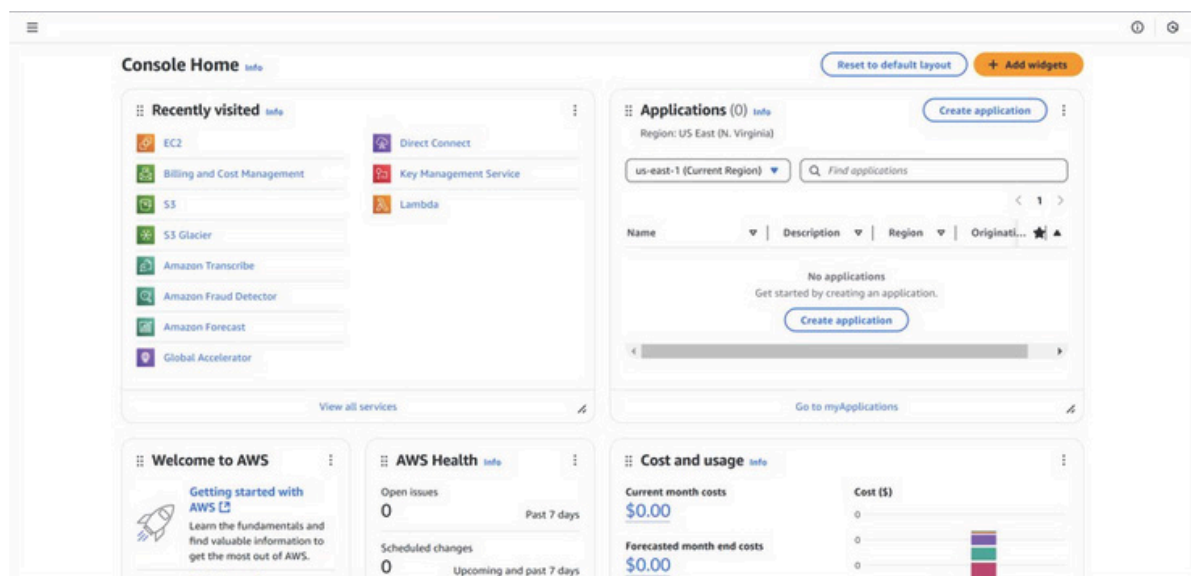 Console Home Info
Reset to default layout
+ Add widgets
Recently visited Info
EC2
Billing and Cost Management
S3
S3 Glacier
Amazon Transcribe
Amazon Fraud Detector
Amazon Forecast
Global Accelerator
Direct Connect
Key Management Service
Lambda
View all services
Applications (0) Info
Create application
Region: US East (N. Virginia)
us-east-1 (Current Region)
Find applications
1
Name
Description
Region
Originati...
No applications
Get started by creating an application.
Create application
Go to myApplications
Welcome to AWS
Getting started with
AWS
Learn the fundamentals and
find valuable information to
get the most out of AWS.
AWS Health Info
Open issues
0
Past 7 days
Scheduled changes
0
Upcoming and past 7 days
Cost and usage Info
Current month costs
$0.00
Forecasted month end costs
$0.00
Cost ($)
0
0
0